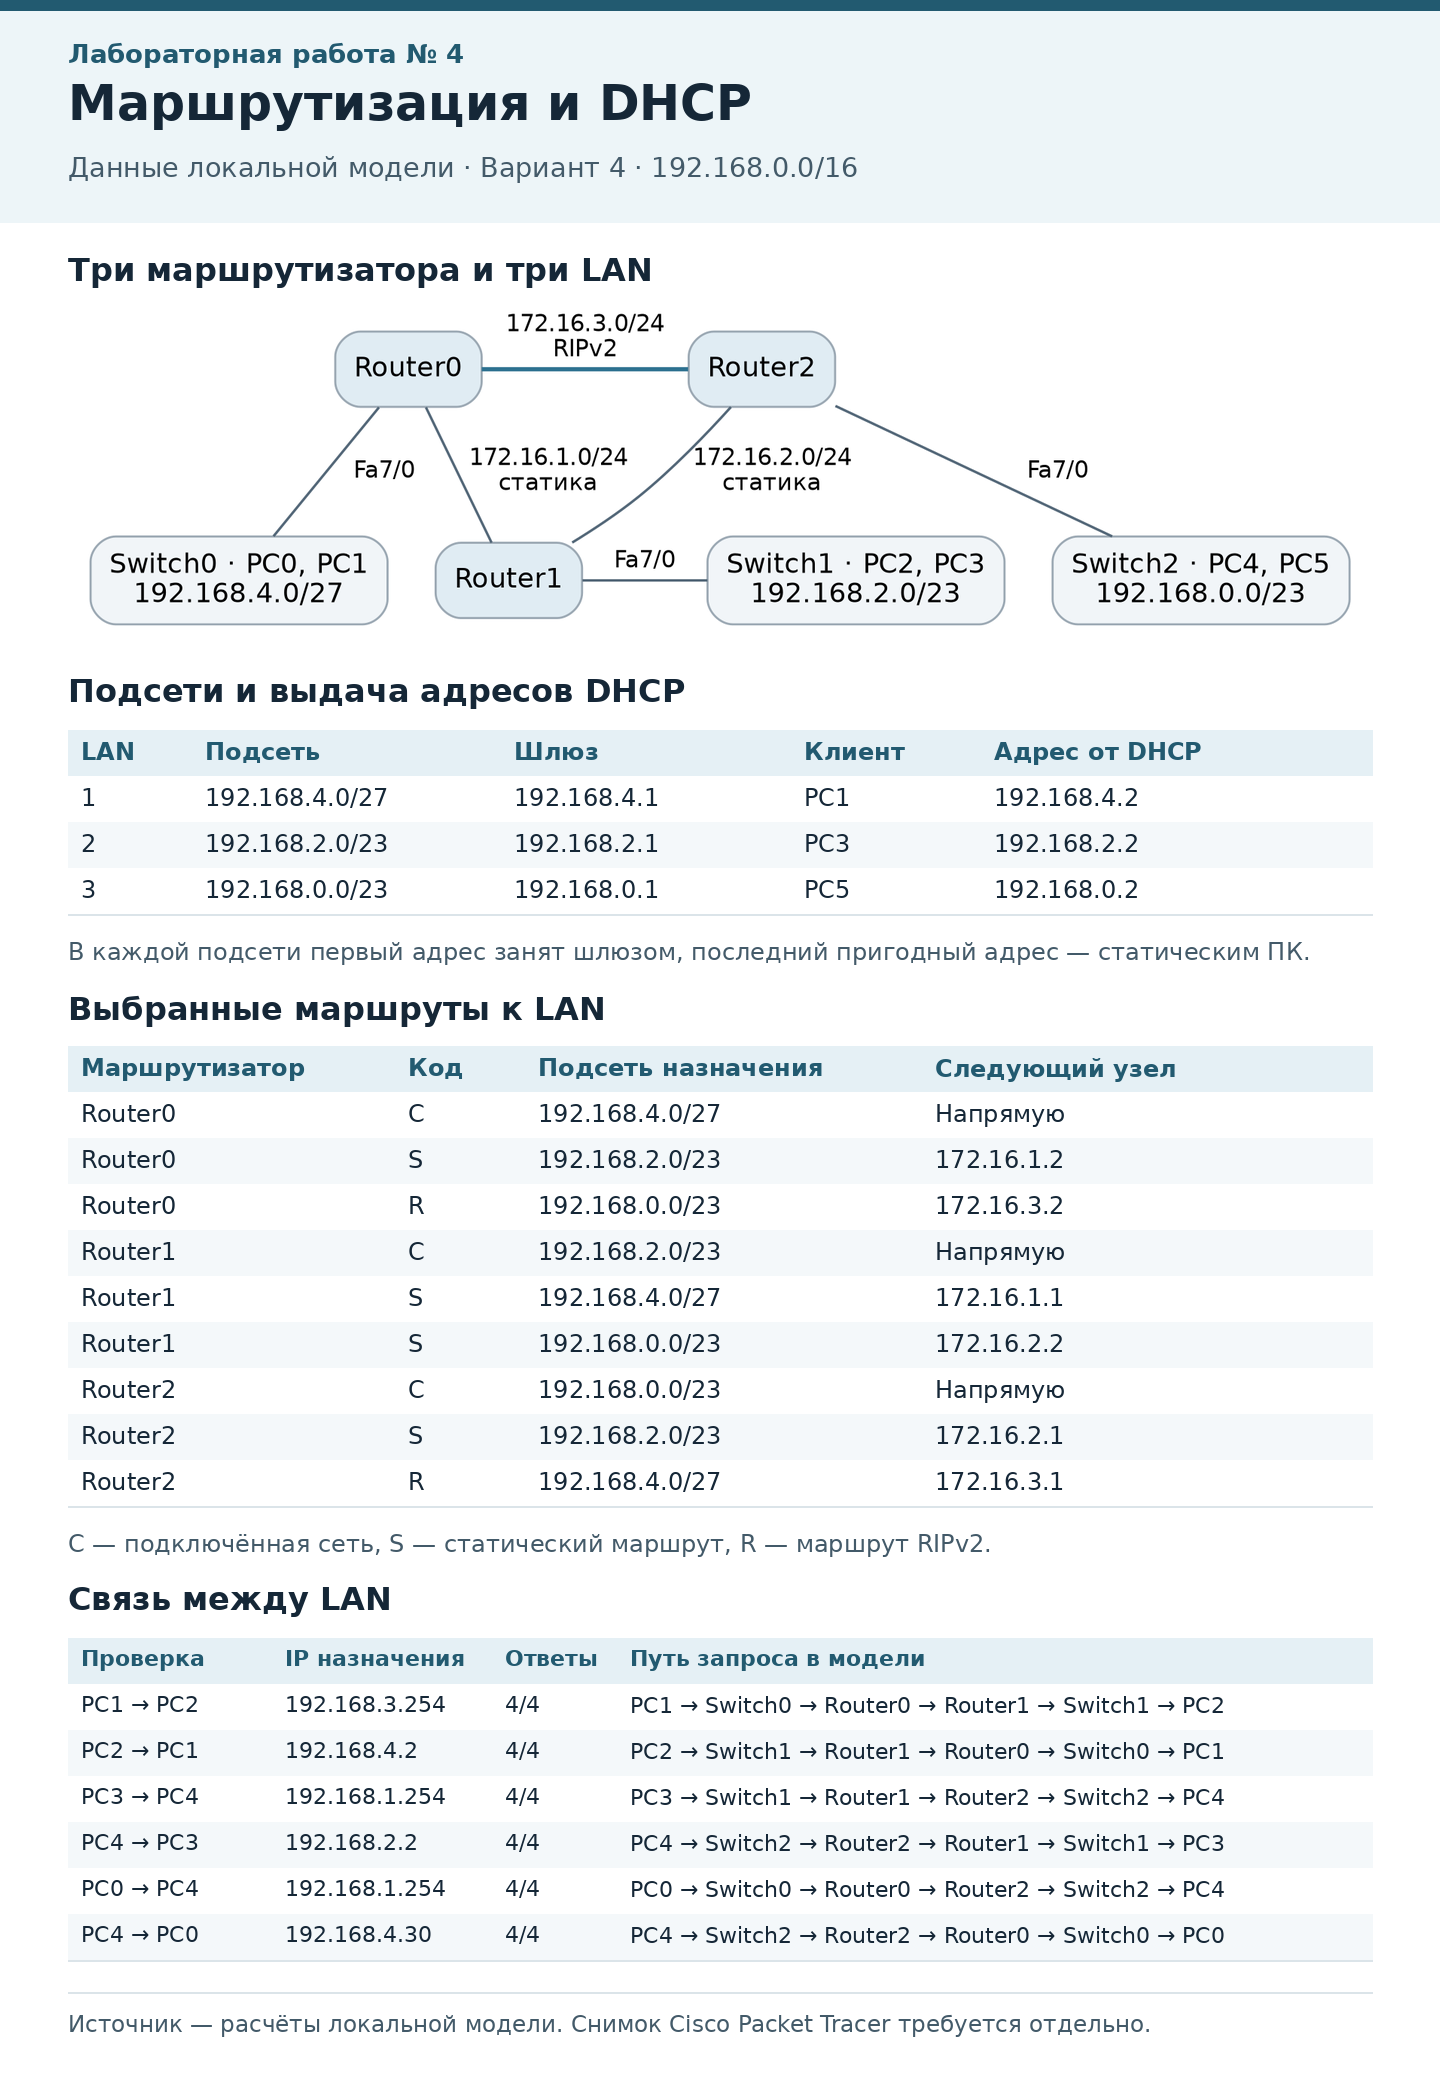 Лабораторная работа № 4
Маршрутизация и DHCP
Данные локальной модели · Вариант 4 · 192.168.0.0/16
Три маршрутизатора и три LAN
172.16.3.0/24
RIPv2
Router0
Router2
Fa7/0
172.16.1.0/24
статика
172.16.2.0/24
статика
Fa7/0
Switch0 · PC0, PC1
192.168.4.0/27
Router1
Fa7/0
Switch1 · PC2, PC3
192.168.2.0/23
Switch2 · PC4, PC5
192.168.0.0/23
Подсети и выдача адресов DHCP
LAN Подсеть Шлюз Клиент Адрес от DHCP
1 192.168.4.0/27 192.168.4.1 PC1 192.168.4.2
2 192.168.2.0/23 192.168.2.1 PC3 192.168.2.2
3 192.168.0.0/23 192.168.0.1 PC5 192.168.0.2
В каждой подсети первый адрес занят шлюзом, последний пригодный адрес — статическим ПК.
Выбранные маршруты к LAN
Маршрутизатор Код Подсеть назначения Следующий узел
Router0 C 192.168.4.0/27 Напрямую
Router0 S 192.168.2.0/23 172.16.1.2
Router0 R 192.168.0.0/23 172.16.3.2
Router1 C 192.168.2.0/23 Напрямую
Router1 S 192.168.4.0/27 172.16.1.1
Router1 S 192.168.0.0/23 172.16.2.2
Router2 C 192.168.0.0/23 Напрямую
Router2 S 192.168.2.0/23 172.16.2.1
Router2 R 192.168.4.0/27 172.16.3.1
C — подключённая сеть, S — статический маршрут, R — маршрут RIPv2.
Связь между LAN
Проверка IP назначения Ответы Путь запроса в модели
PC1 → PC2 192.168.3.254 4/4 PC1 → Switch0 → Router0 → Router1 → Switch1 → PC2
PC2 → PC1 192.168.4.2 4/4 PC2 → Switch1 → Router1 → Router0 → Switch0 → PC1
PC3 → PC4 192.168.1.254 4/4 PC3 → Switch1 → Router1 → Router2 → Switch2 → PC4
PC4 → PC3 192.168.2.2 4/4 PC4 → Switch2 → Router2 → Router1 → Switch1 → PC3
PC0 → PC4 192.168.1.254 4/4 PC0 → Switch0 → Router0 → Router2 → Switch2 → PC4
PC4 → PC0 192.168.4.30 4/4 PC4 → Switch2 → Router2 → Router0 → Switch0 → PC0
Источник — расчёты локальной модели. Снимок Cisco Packet Tracer требуется отдельно.